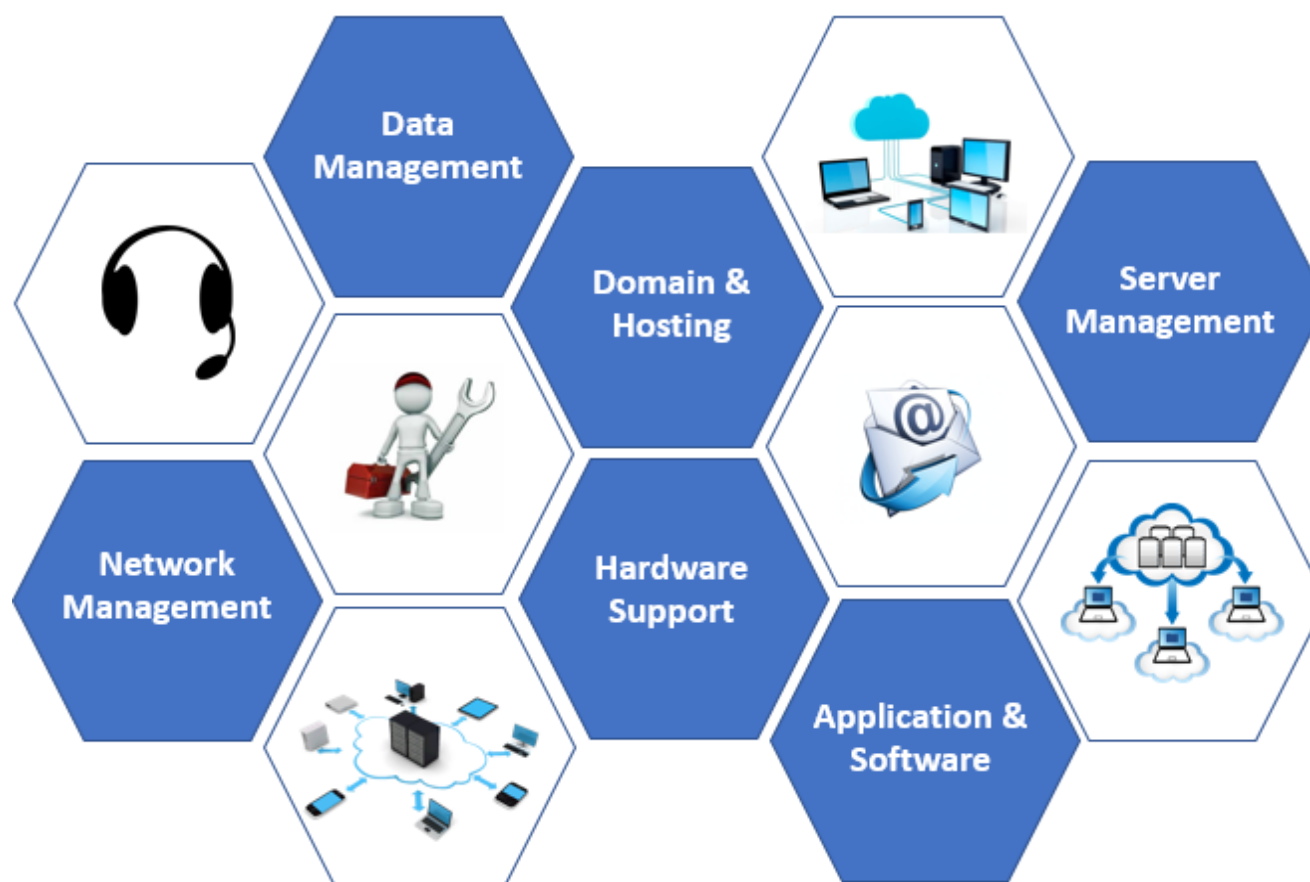 Data
Management
Domain &
Hosting
Server
Management
@
Network
Management
Hardware
Support
Application &
Software